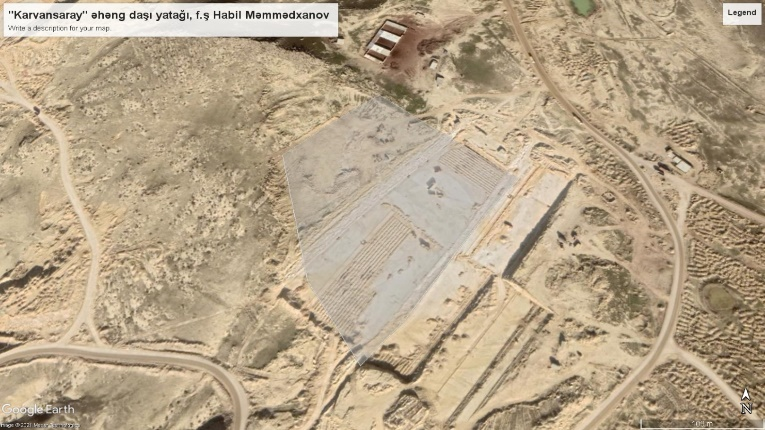 "Karvansaray" əhəng daşı yatağı, f.ş Habil Məmmədxanov
Write a description for your map.
Legend
Google Earth
N